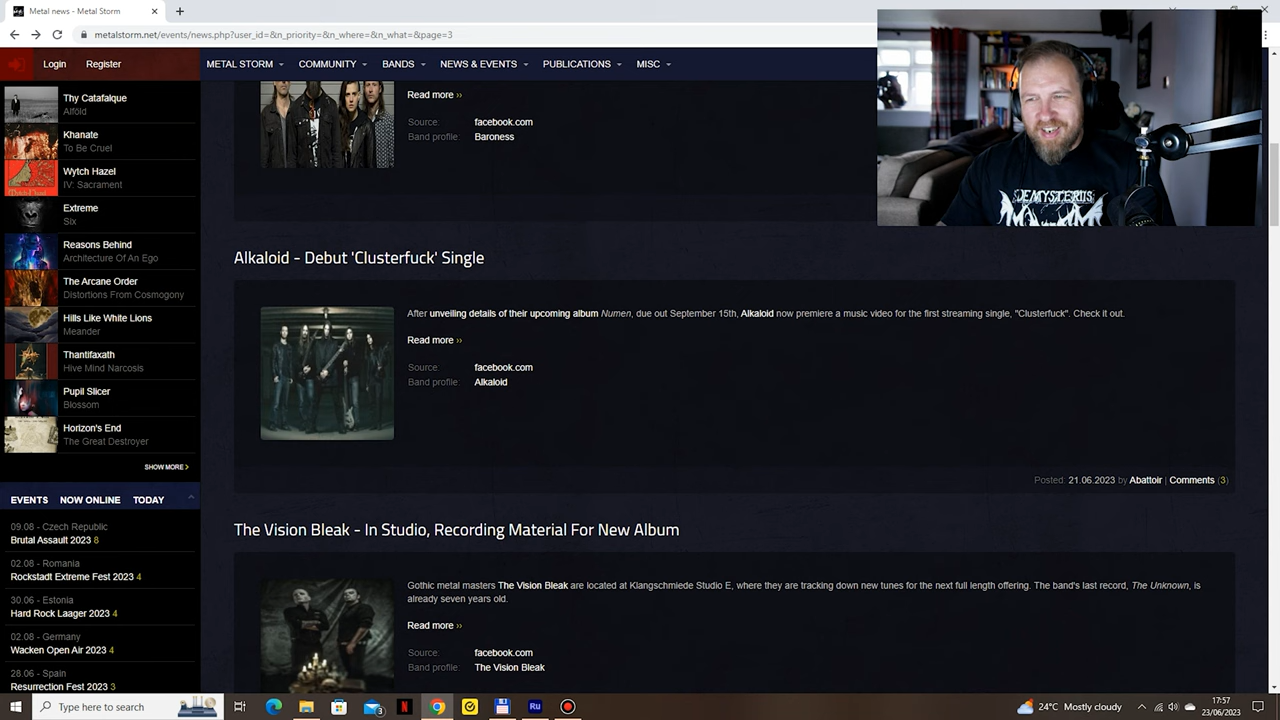 Metal news - Metal Storm
metalstorm.net/events/news.php?user_id=&n_priority=&n_where=&n_what=&page=3
Login Register METAL STORM COMMUNITY BANDS NEWS & EVENTS PUBLICATIONS MISC
Thy Catafalque
Alföld
Khanate
To Be Cruel
Wytch Hazel
IV: Sacrament
Extreme
Six
Reasons Behind
Architecture Of An Ego
The Arcane Order
Distortions From Cosmogony
Hills Like White Lions
Meander
Thantifaxath
Hive Mind Narcosis
Pupil Slicer
Blossom
Horizon's End
The Great Destroyer
SHOW MORE >
EVENTS NOW ONLINE TODAY
09.08 - Czech Republic
Brutal Assault 2023 8
02.08 - Romania
Rockstadt Extreme Fest 2023 4
30.06 - Estonia
Hard Rock Laager 2023 4
02.08 - Germany
Wacken Open Air 2023 4
28.06 - Spain
Resurrection Fest 2023 3
Read more ››
Source: facebook.com
Band profile: Baroness
Alkaloid - Debut 'Clusterfuck' Single
After unveiling details of their upcoming album Numen, due out September 15th, Alkaloid now premiere a music video for the first streaming single, "Clusterfuck". Check it out.
Read more ››
Source: facebook.com
Band profile: Alkaloid
Posted: 21.06.2023 by Abattoir | Comments (3)
The Vision Bleak - In Studio, Recording Material For New Album
Gothic metal masters The Vision Bleak are located at Klangschmiede Studio E, where they are tracking down new tunes for the next full length offering. The band's last record, The Unknown, is
already seven years old.
Read more ››
Source: facebook.com
Band profile: The Vision Bleak
DEMYSTERIIS
Type here to search
3
N
Ru
24°C Mostly cloudy
17:57
23/06/2023